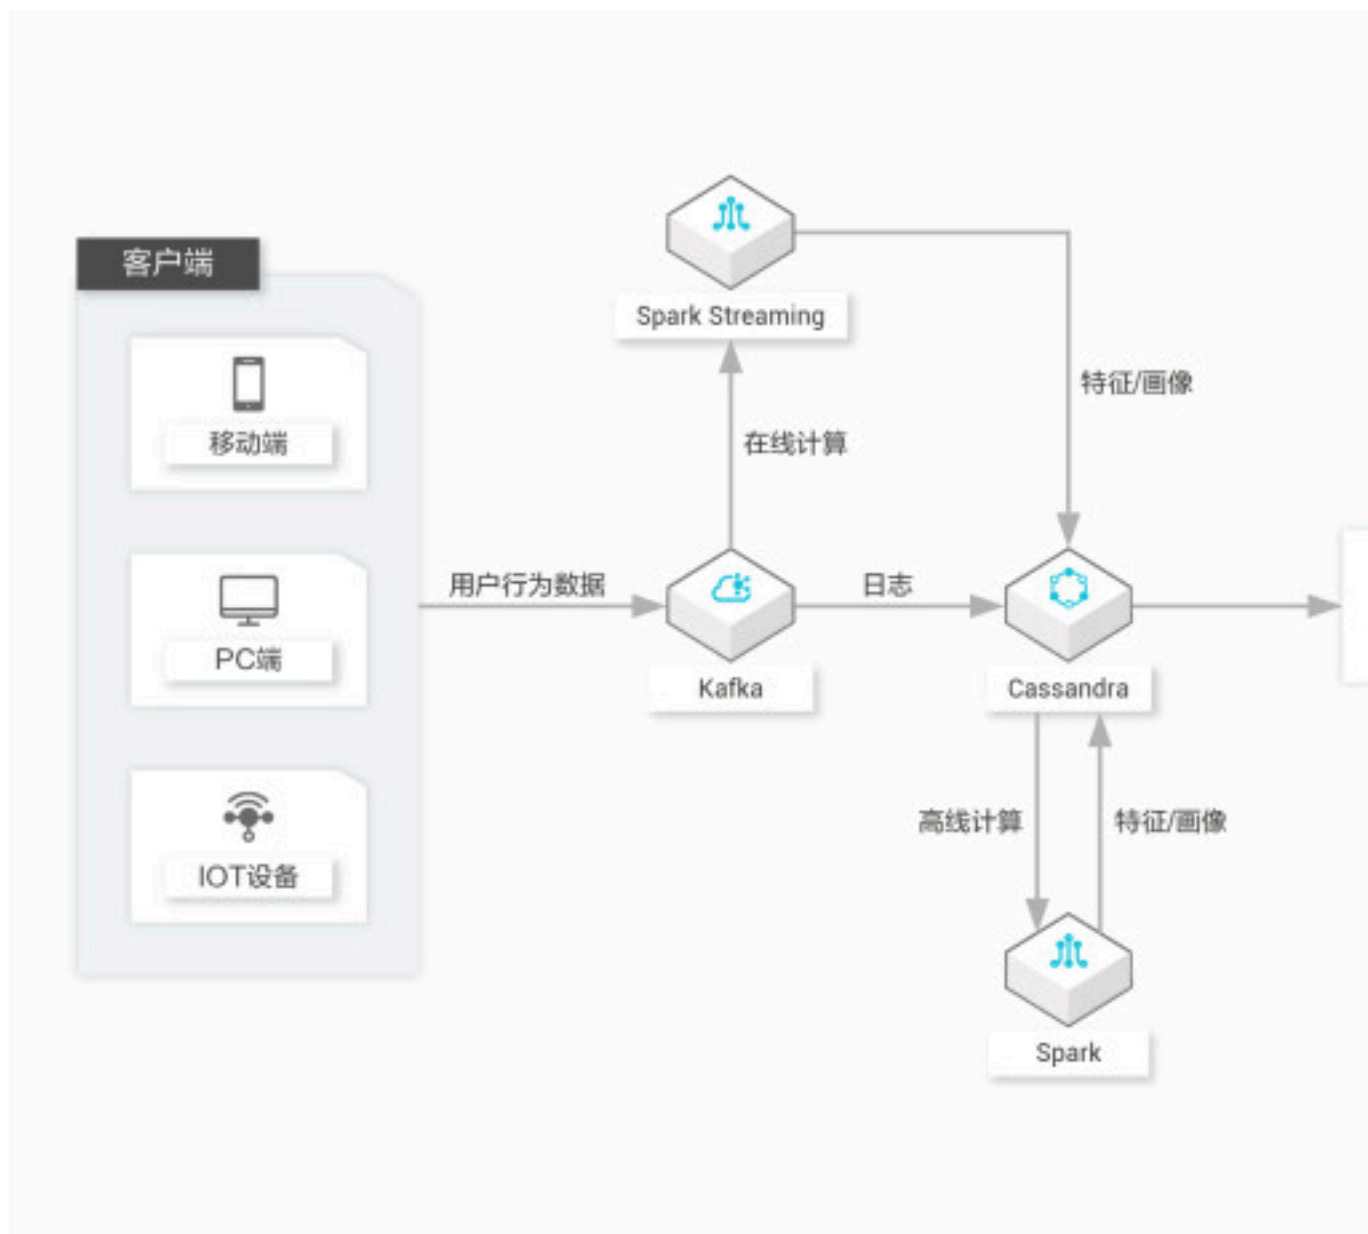 客户端
移动端
PC端
IOT设备
用户行为数据
Spark Streaming
在线计算
特征/画像
Kafka
日志
Cassandra
高线计算
特征/画像
Spark